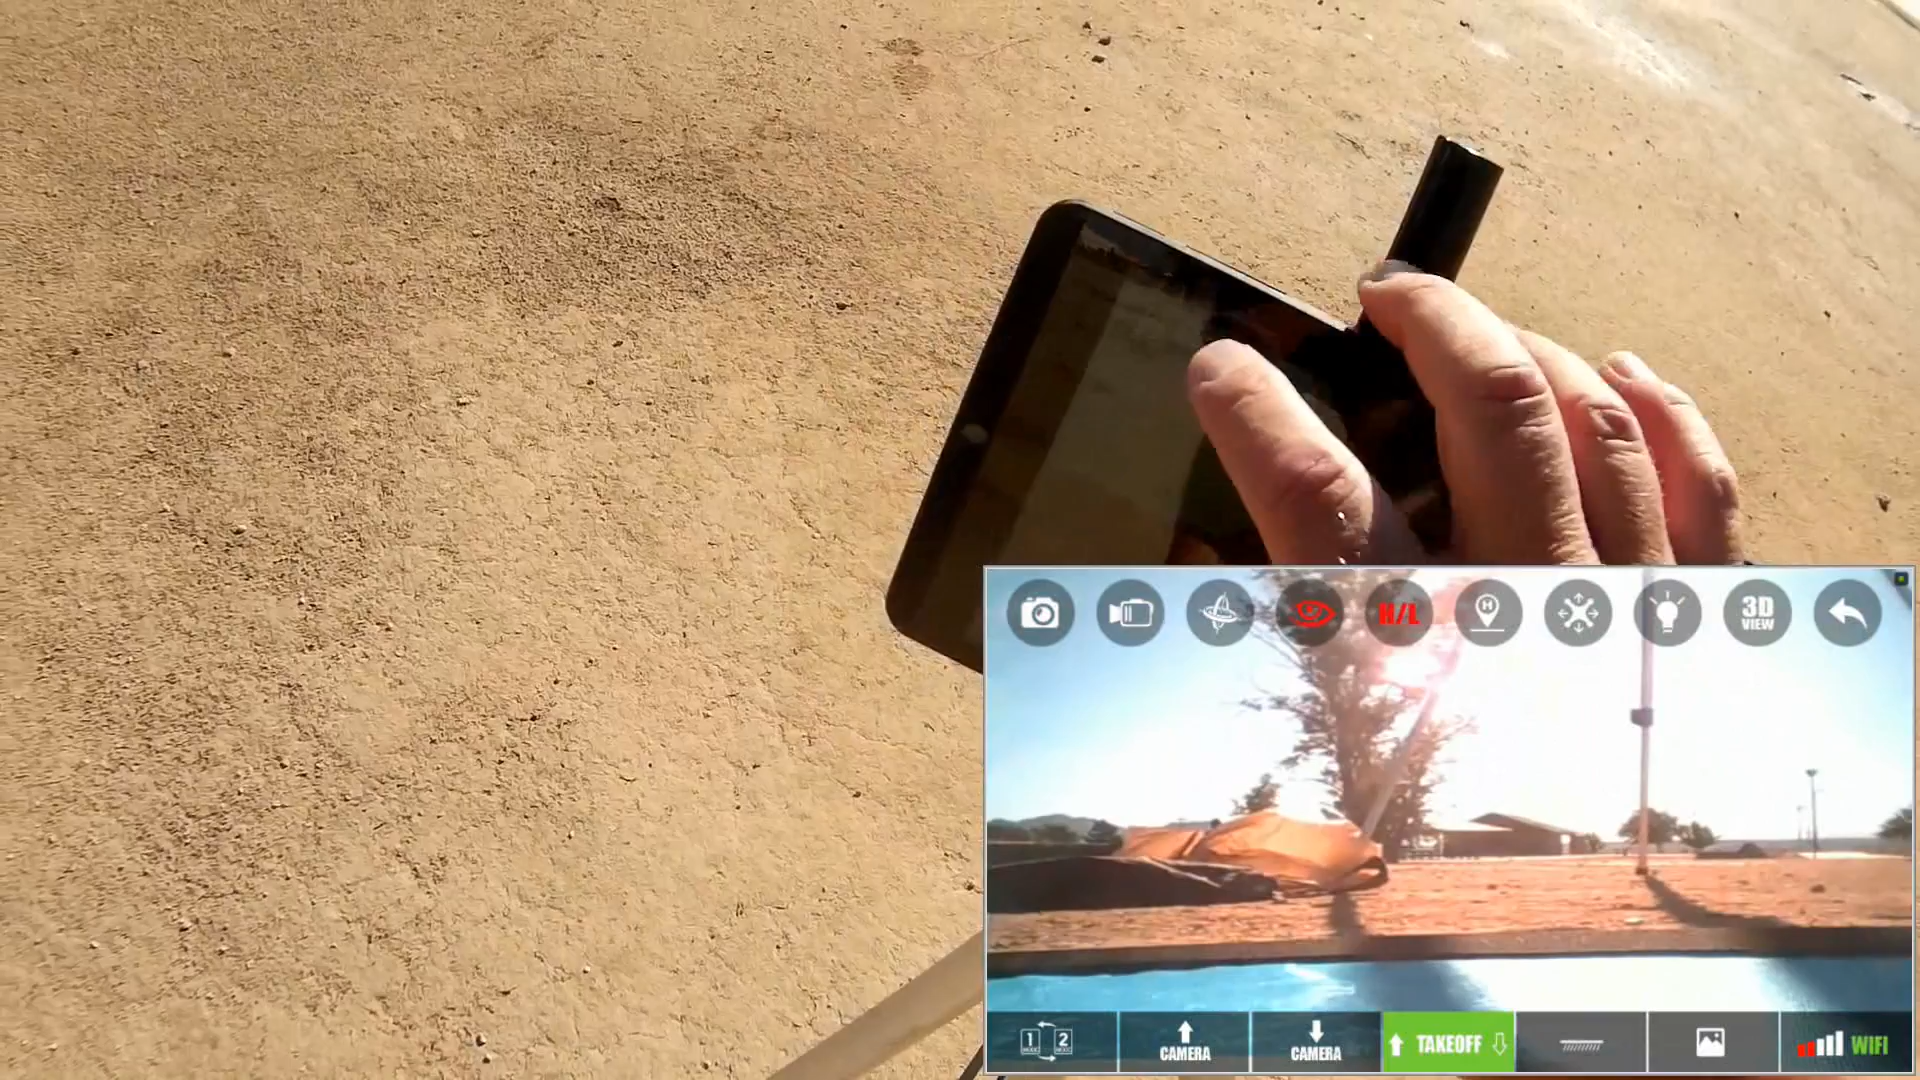 H/L
H
3D
VIEW
1
2
CAMERA
CAMERA
TAKEOFF
WIFI